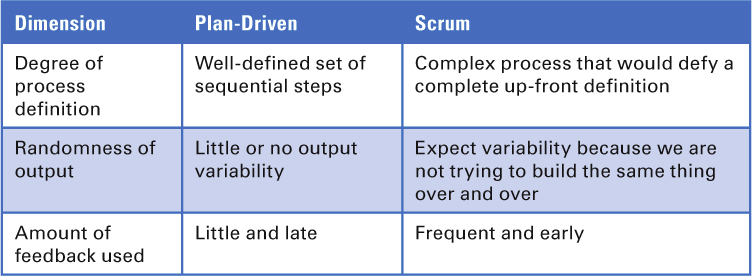 Dimension
Plan-Driven
Scrum
Degree of
process
definition
Well-defined set of
sequential steps
Complex process that would defy a
complete up-front definition
Randomness of
output
Little or no output
variability
Expect variability because we are
not trying to build the same thing
over and over
Amount of
feedback used
Little and late
Frequent and early